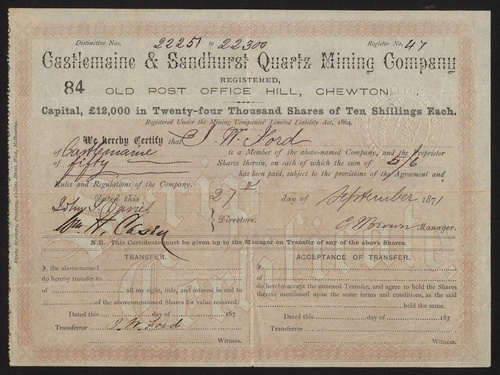 Distinctive Nos. 22251 to 22300 Register No. 47
Castlemaine & Sandhurst Quartz Mining Company
REGISTERED,
84 OLD POST OFFICE HILL, CHEWTON.
Capital, £12,000 in Twenty-four Thousand Shares of Ten Shillings Each.
Registered Under the Mining Companies' Limited Liability Act, 1864.
We hereby Certify that J W Ford
of Castlemaine is a Member of the above-named Company, and the Proprietor
of fifty Shares therein, on each of which the sum of 5/6
has been paid, subject to the provisions of the Agreement and
Rules and Regulations of the Company.
Dated this 27th day of September 1871
Directors.
Manager.
N.B. This Certificate must be given up to the Manager on Transfer of any of the above Shares.
TRANSFER.
I, the above-named
do hereby transfer to
of all my right, title, and interest in and to
of the abovementioned Shares for value received.
Dated this day of 187
Transferror J. W. Ford
Witness.
ACCEPTANCE OF TRANSFER.
I,
of
do hereby accept the annexed Transfer, and agree to hold the Shares
therein mentioned upon the same terms and conditions, as the said
held the same.
Dated this day of 187
Transferree
Witness.
Scrip
Certificate